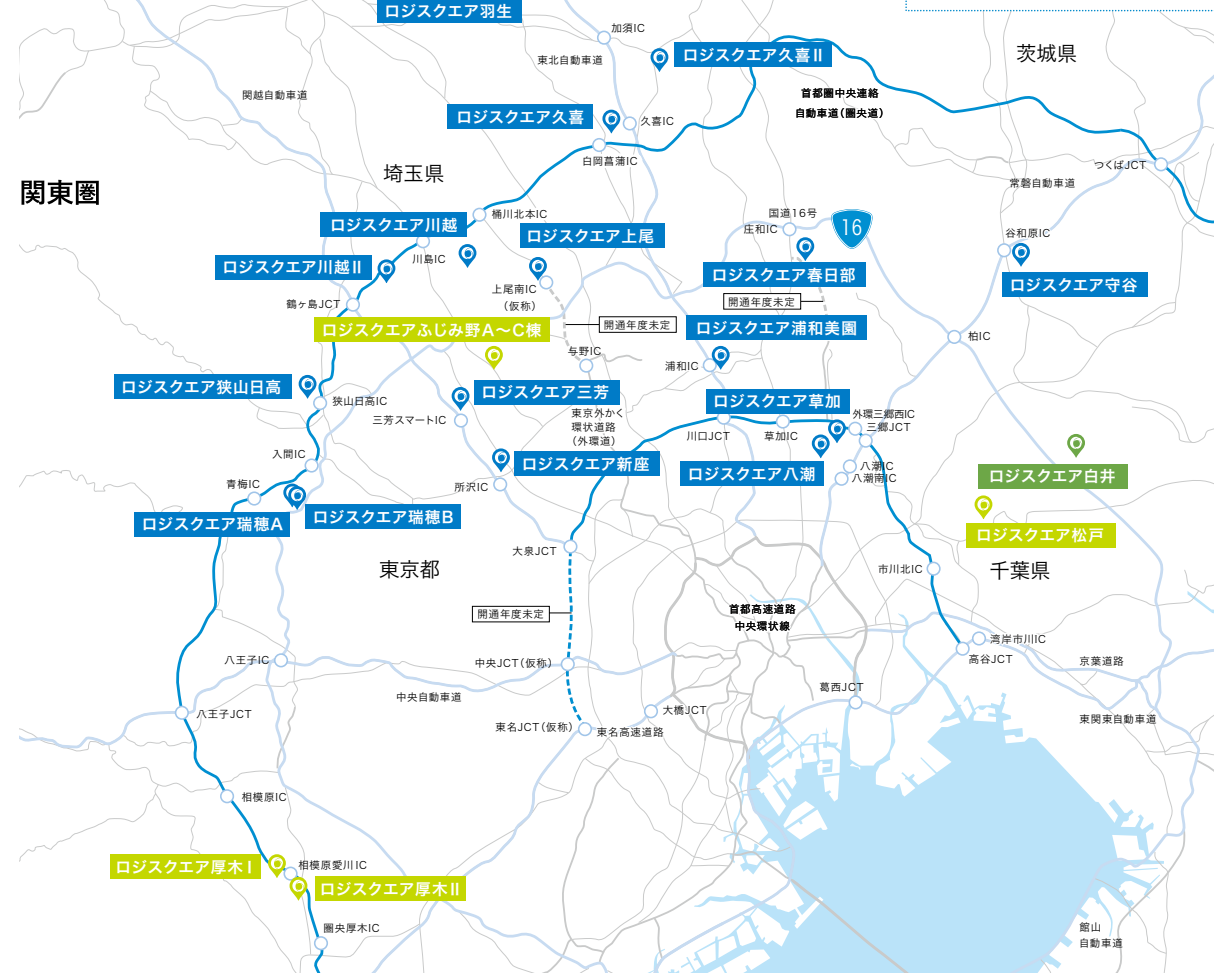 ロジスクエア羽生
加須IC
東北自動車道
ロジスクエア久喜Ⅱ
茨城県
関越自動車道
首都圏中央連絡
自動車道(圏央道)
ロジスクエア久喜
久喜IC
白岡菖蒲IC
つくばJCT
埼玉県
常磐自動車道
関東圏
桶川北本IC
国道16号
庄和IC
16
ロジスクエア川越
ロジスクエア上尾
谷和原IC
川島IC
ロジスクエア川越Ⅱ
ロジスクエア春日部
ロジスクエア守谷
上尾南IC
(仮称)
鶴ヶ島JCT
開通年度未定
開通年度未定
ロジスクエアふじみ野A〜C棟
ロジスクエア浦和美園
柏IC
与野IC
浦和IC
ロジスクエア狭山日高
ロジスクエア三芳
狭山日高IC
三芳スマートIC
東京外かく
環状道路
(外環道)
ロジスクエア草加
外環三郷西IC
三郷JCT
川口JCT
草加IC
入間IC
ロジスクエア新座
ロジスクエア八潮
八潮IC
八潮南IC
ロジスクエア白井
青梅IC
所沢IC
ロジスクエア瑞穂A
ロジスクエア瑞穂B
ロジスクエア松戸
大泉JCT
東京都
市川北IC
千葉県
開通年度未定
首都高速道路
中央環状線
湾岸市川IC
高谷JCT
京葉道路
八王子IC
中央JCT(仮称)
中央自動車道
葛西JCT
八王子JCT
大橋JCT
東名JCT(仮称)
東名高速道路
東関東自動車道
相模原IC
ロジスクエア厚木Ⅰ
相模原愛川IC
ロジスクエア厚木Ⅱ
圏央厚木IC
館山
自動車道